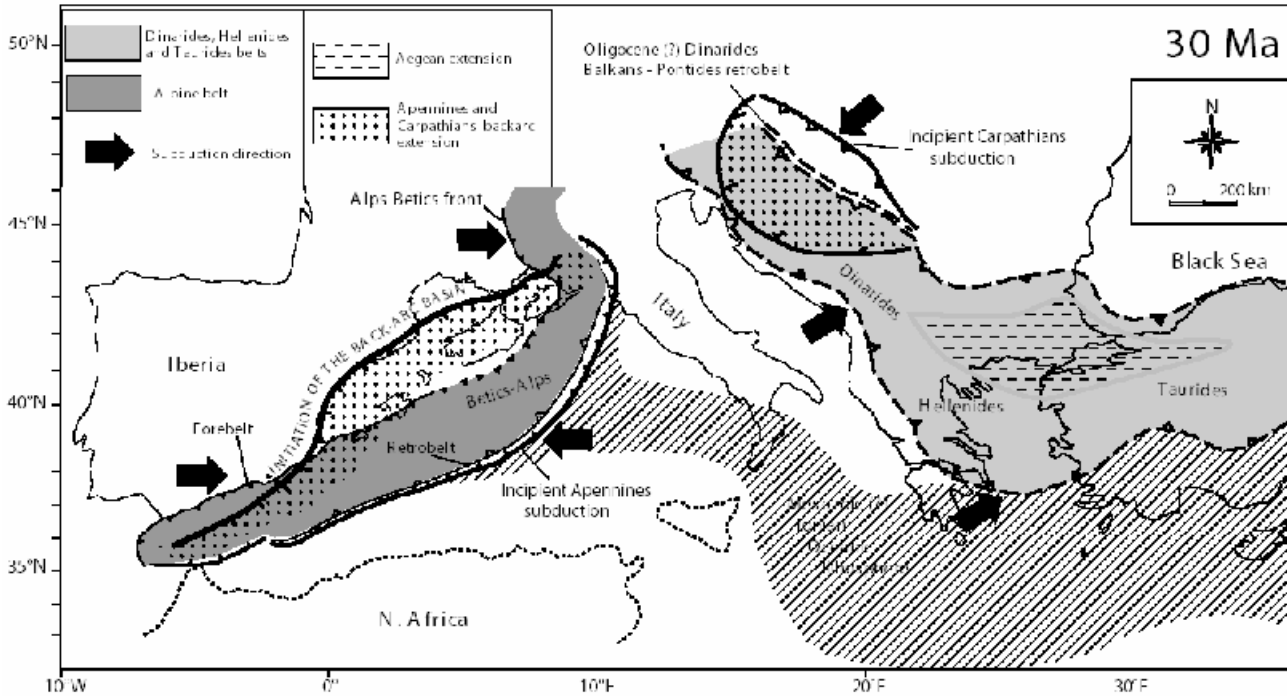 50°N
45°N
40°N
35°N
Dinarides, Hellenides
and Taurides belts
Alpine belt
Subduction direction
Aegean extension
Apennines and
Carpathians backarc
extension
Oligocene (?) Dinarides
Balkans - Pontides retrobelt
30 Ma
N
0 200 km
Incipient Carpathians
subduction
Alps Betics front
Black Sea
Dinarides
Italy
INITIATION OF THE BACK-ARC BASIN
Iberia
Betics-Alps
Hellenides
Taurides
Forebelt
Retrobelt
Incipient Apennines
subduction
N. Africa
10°W
0°
10°E
20°E
30°E